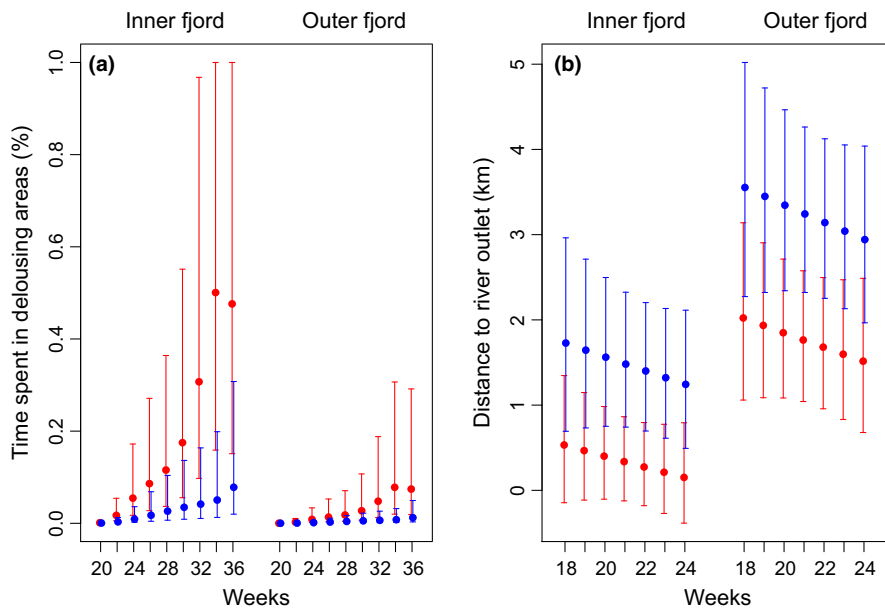 Inner fjord Outer fjord
(a)
Time spent in delousing areas (%)
1.0
0.8
0.6
0.4
0.2
0.0
20 24 28 32 36 20 24 28 32 36
Weeks
Inner fjord Outer fjord
(b)
Distance to river outlet (km)
5
4
3
2
1
0
18 20 22 24 18 20 22 24
Weeks